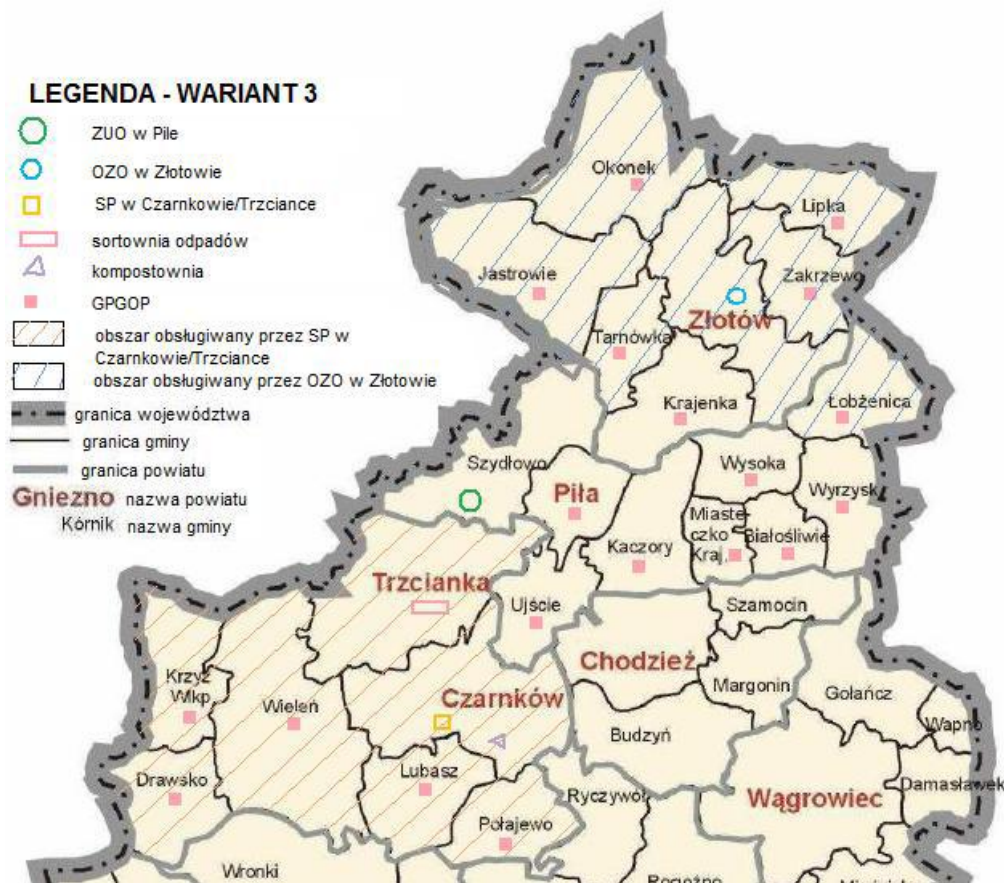 LEGENDA - WARIANT 3
ZUO w Pile
OZO w Złotowie
SP w Czarnkowie/Trzciance
sortownia odpadów
kompostownia
GPGOP
obszar obsługiwany przez SP w
Czarnkowie/Trzciance
obszar obsługiwany przez OZO w Złotowie
granica województwa
granica gminy
granica powiatu
Gniezno nazwa powiatu
Kórnik nazwa gminy
Okonek
Lipka
Jastrowie
Zakrzewo
Złotów
Tarnówka
Krajenka
Łobżenica
Szydłowo
Wysoka
Piła
Wyrzysk
Miaste-
czko
Kraj.
Białośliwie
Kaczory
Trzcianka
Ujście
Szamocin
Chodzież
Margonin
Gołańcz
Krzyż
Wlkp
Wieleń
Czarnków
Budzyń
Wapno
Drawsko
Lubasz
Ryczywół
Wągrowiec
Damasławek
Połajewo
Wronki
Rogoźno